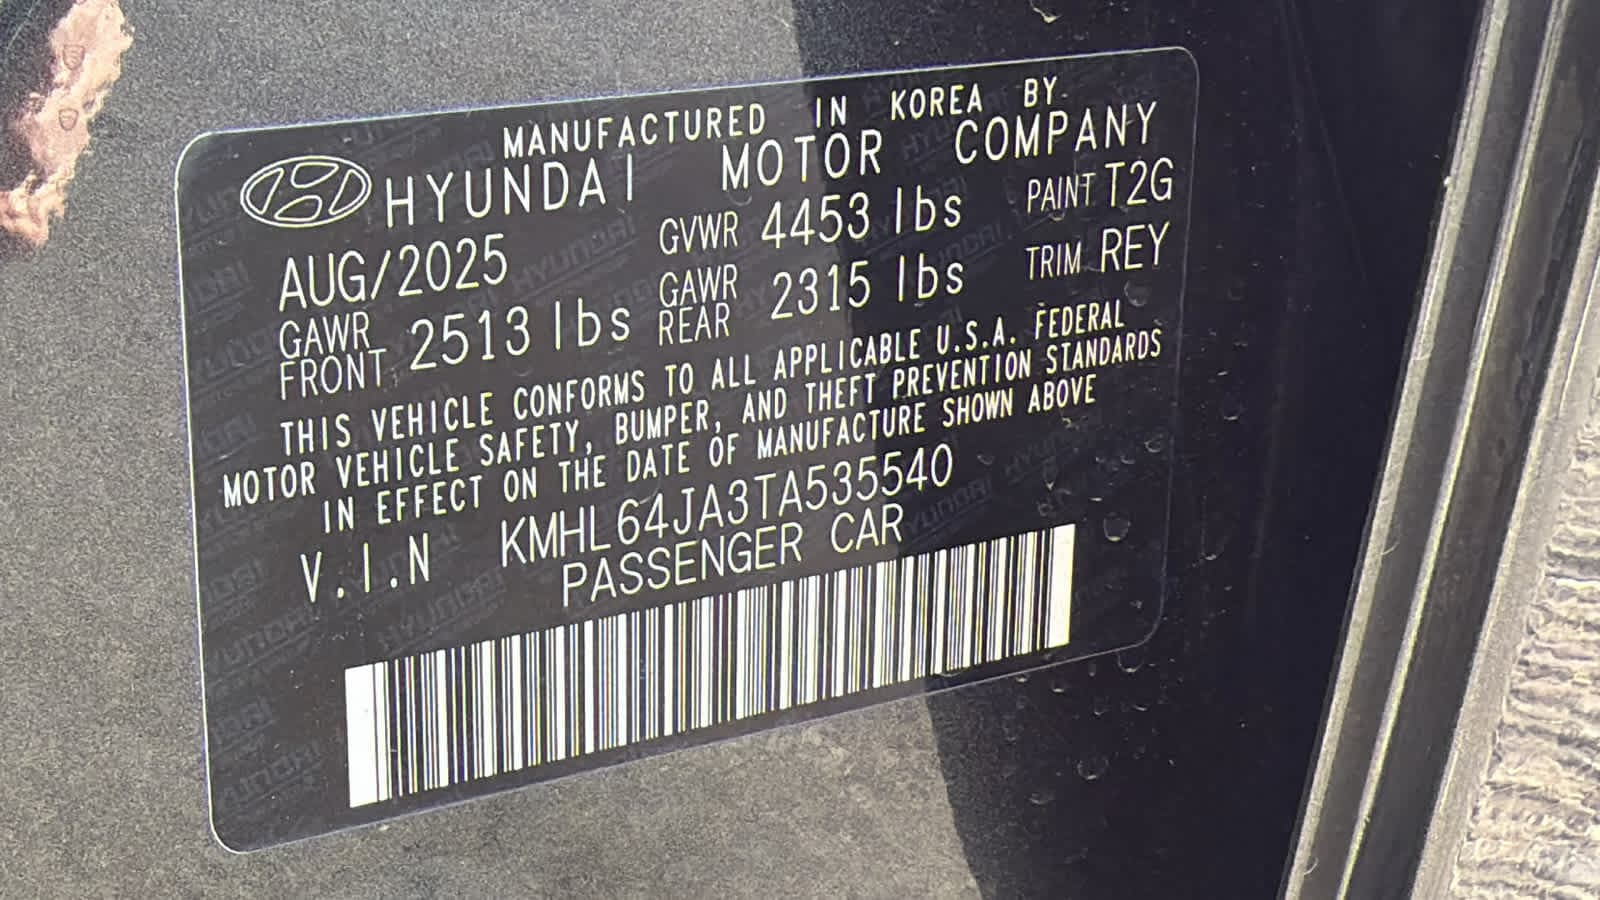 MANUFACTURED IN KOREA BY
HYUNDAI MOTOR COMPANY
AUG/2025 GVWR 4453 lbs PAINT T2G
GAWR FRONT 2513 lbs GAWR REAR 2315 lbs TRIM REY
THIS VEHICLE CONFORMS TO ALL APPLICABLE U.S.A. FEDERAL
MOTOR VEHICLE SAFETY, BUMPER, AND THEFT PREVENTION STANDARDS
IN EFFECT ON THE DATE OF MANUFACTURE SHOWN ABOVE
V.I.N KMHL64JA3TA535540
PASSENGER CAR